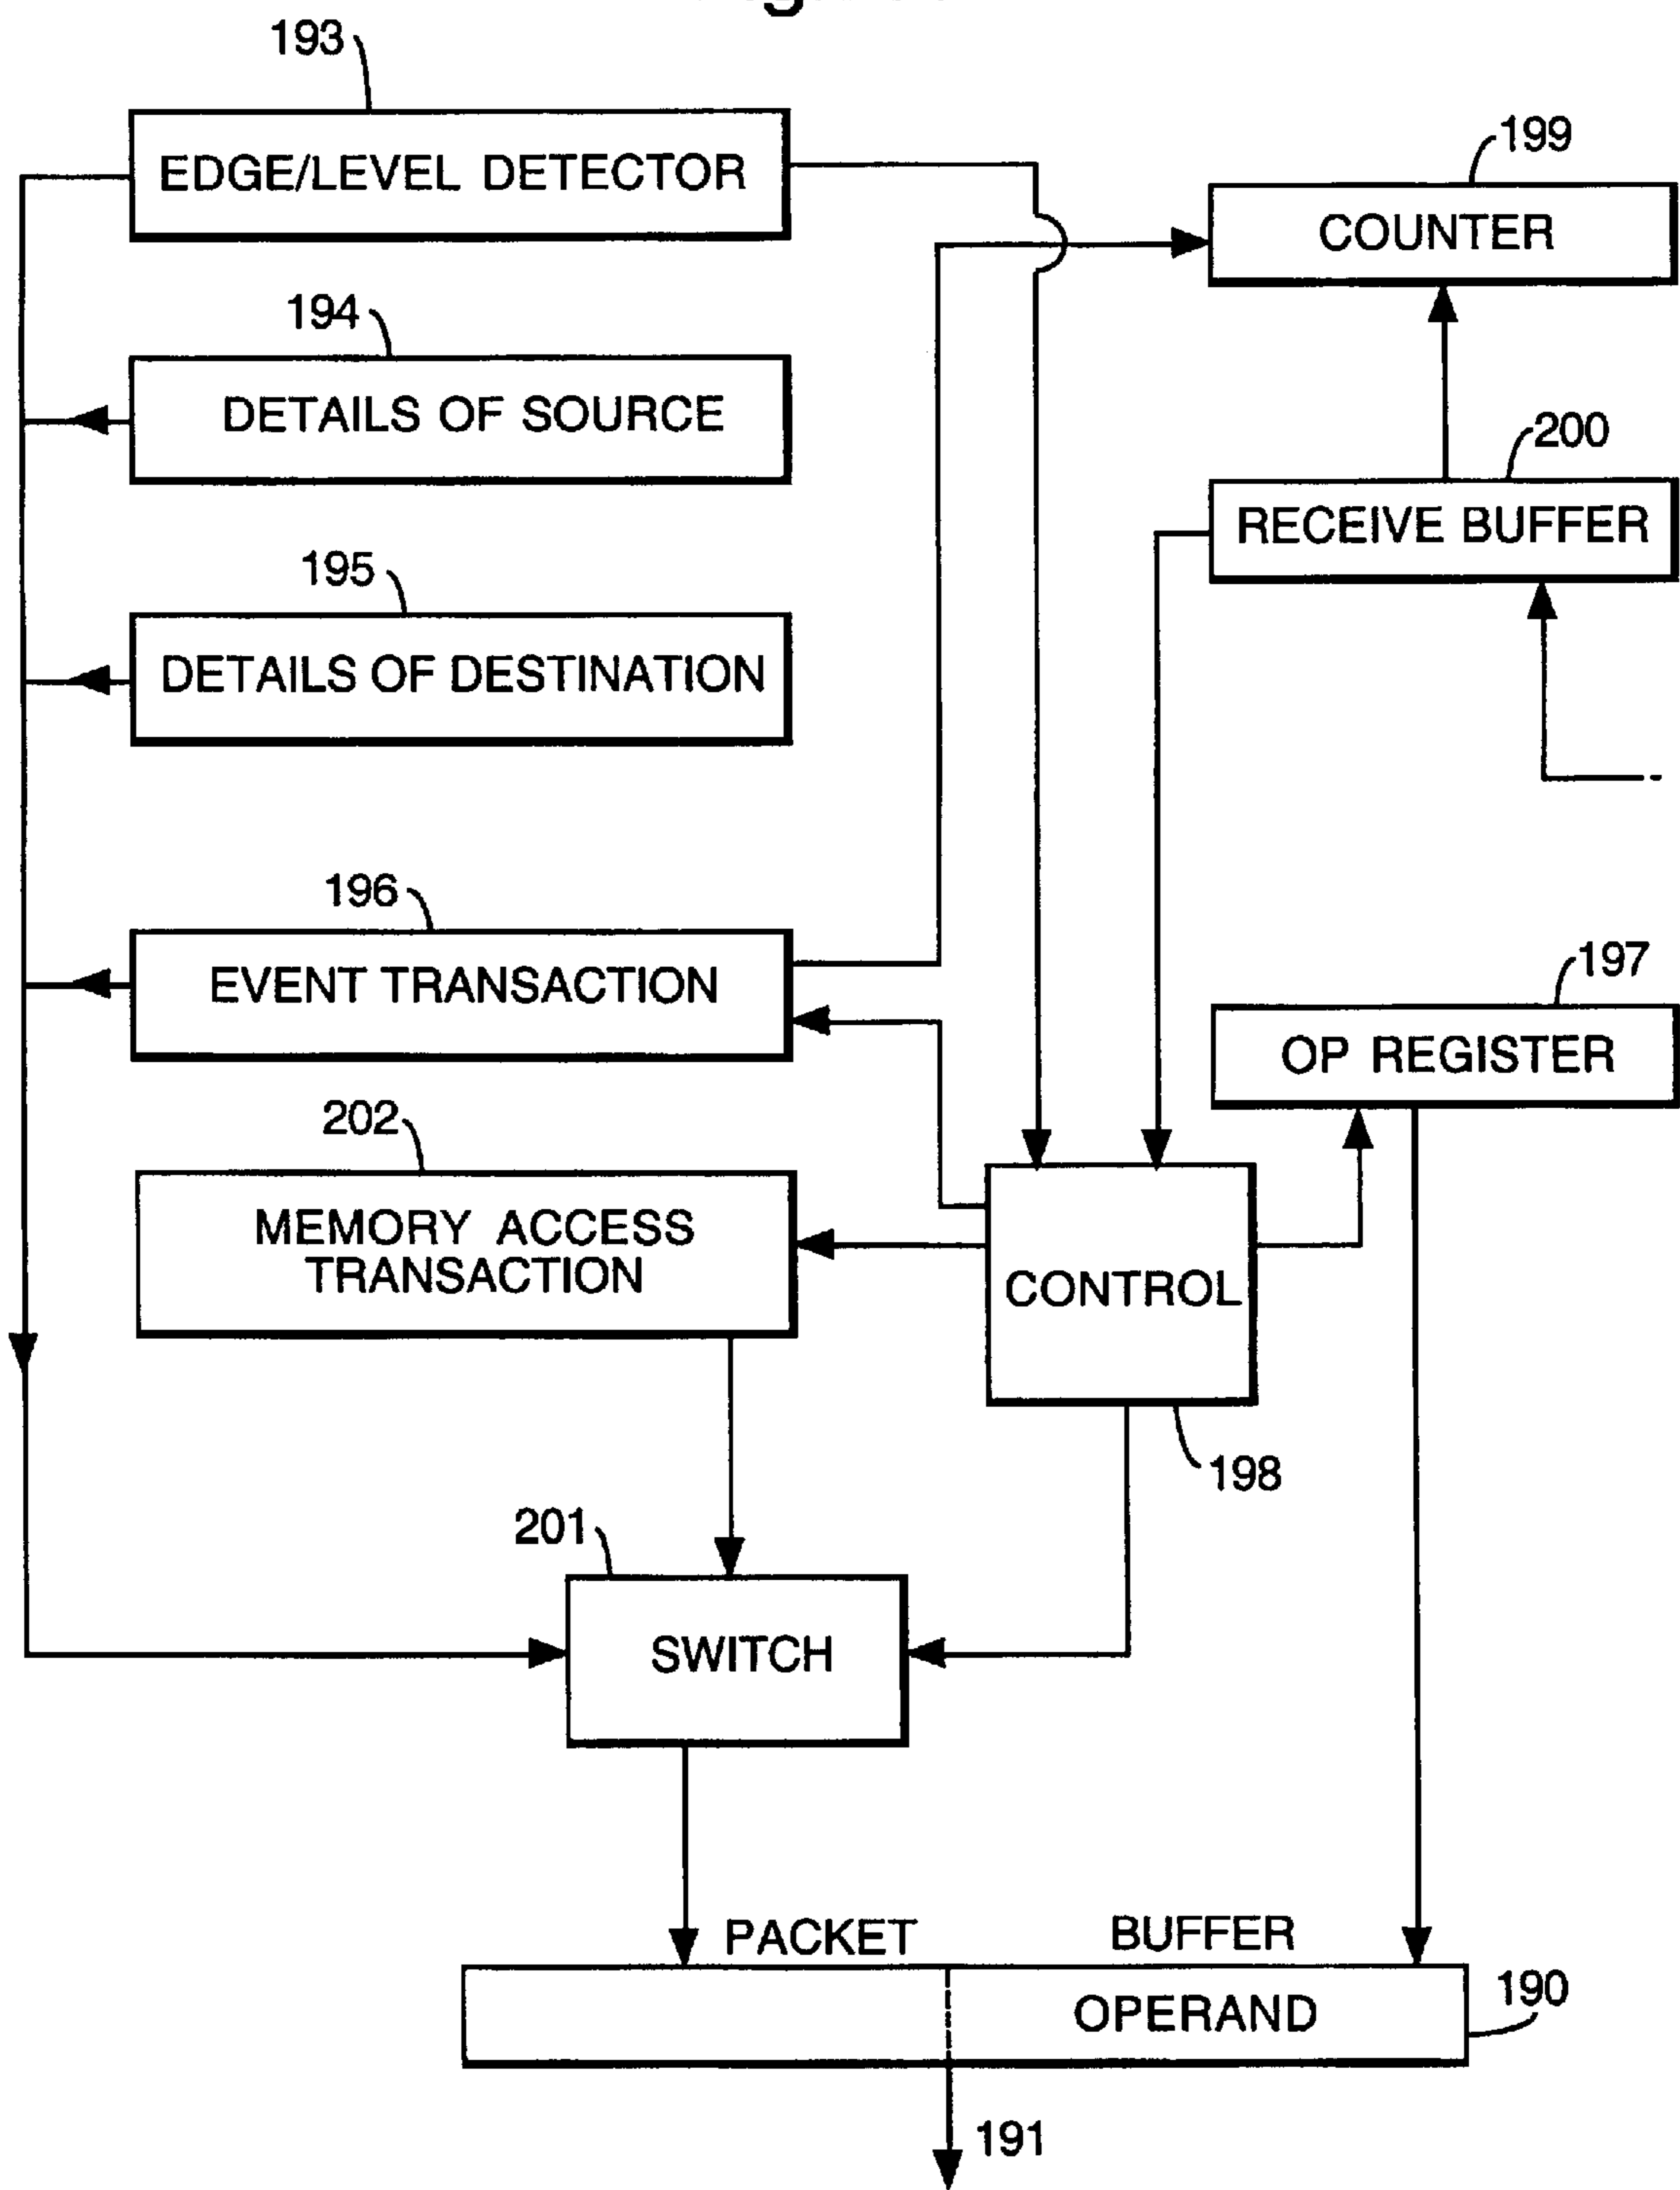 193
EDGE/LEVEL DETECTOR
199
COUNTER
194
DETAILS OF SOURCE
200
RECEIVE BUFFER
195
DETAILS OF DESTINATION
196
EVENT TRANSACTION
197
OP REGISTER
202
MEMORY ACCESS
TRANSACTION
CONTROL
198
201
SWITCH
PACKET BUFFER
OPERAND
190
191